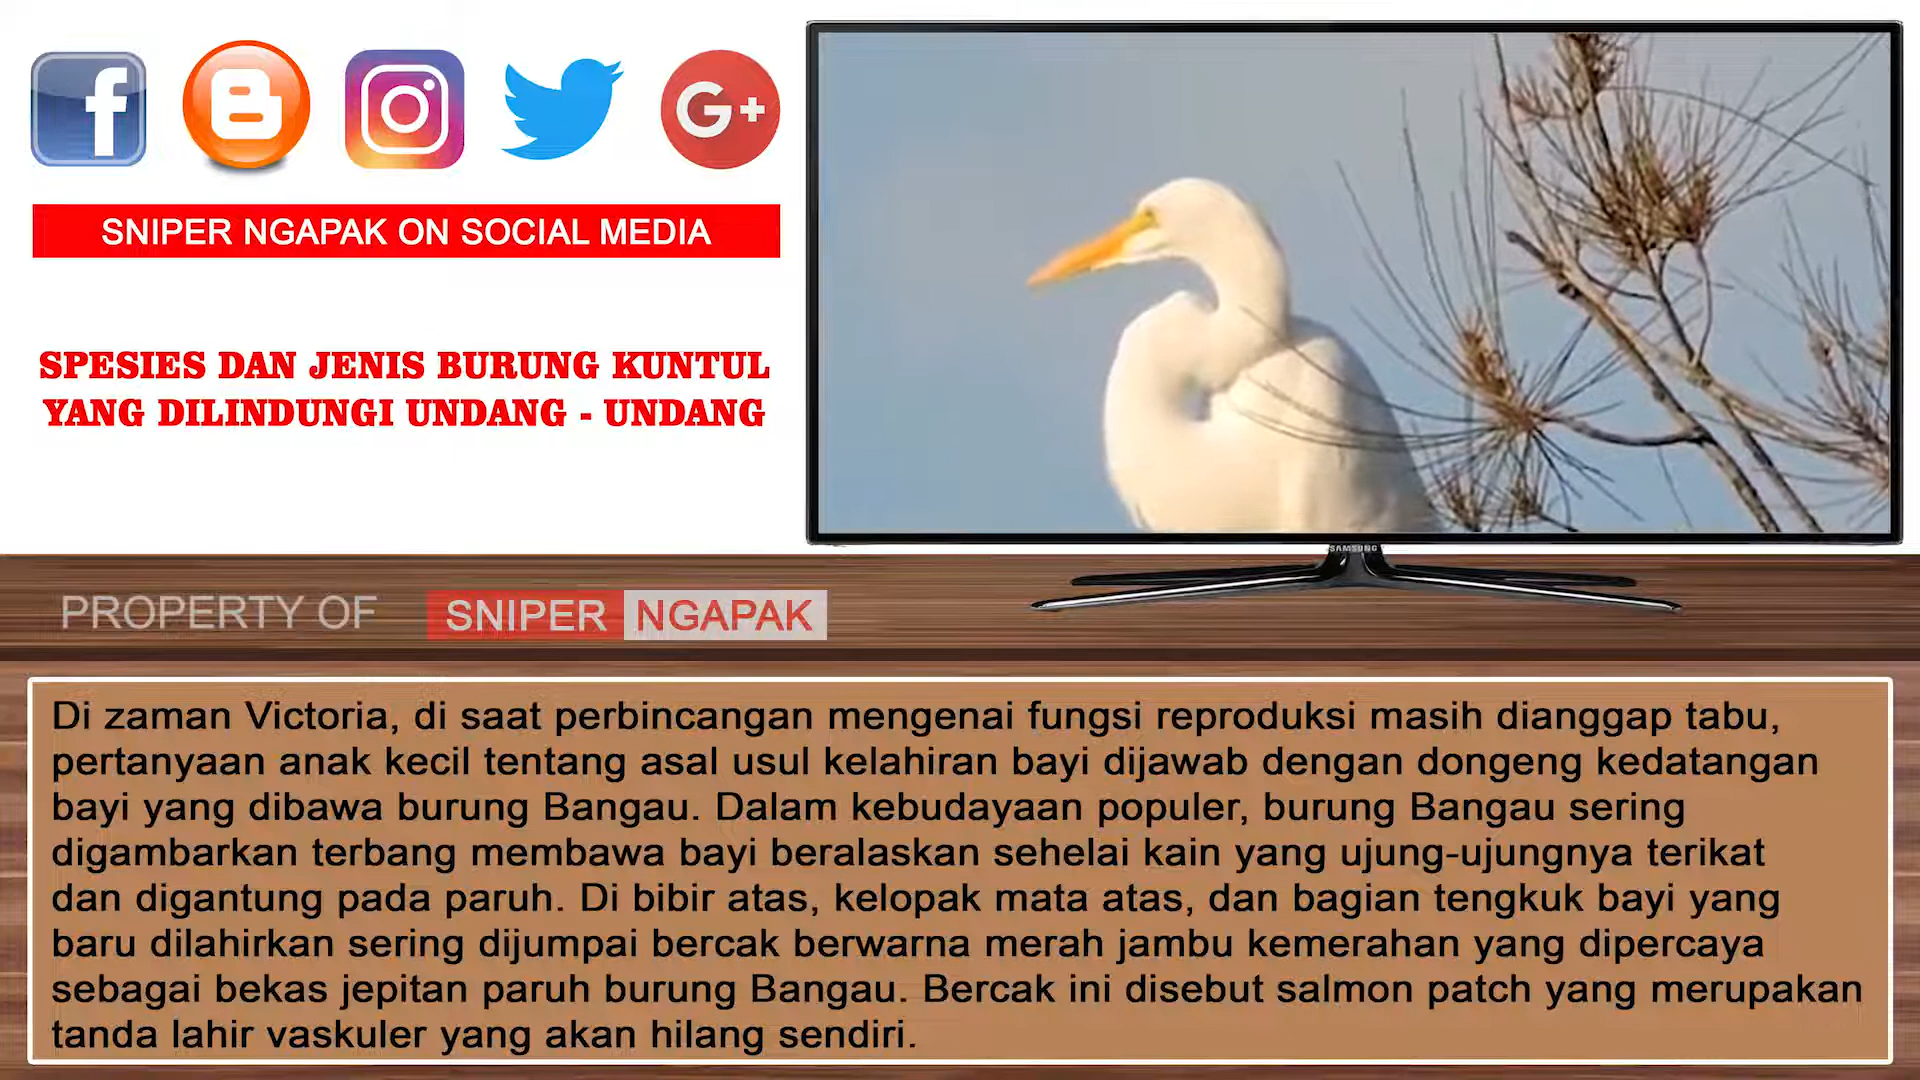 SNIPER NGAPAK ON SOCIAL MEDIA
SPESIES DAN JENIS BURUNG KUNTUL
YANG DILINDUNGI UNDANG - UNDANG
SAMSUNG
PROPERTY OF SNIPER NGAPAK
Di zaman Victoria, di saat perbincangan mengenai fungsi reproduksi masih dianggap tabu,
pertanyaan anak kecil tentang asal usul kelahiran bayi dijawab dengan dongeng kedatangan
bayi yang dibawa burung Bangau. Dalam kebudayaan populer, burung Bangau sering
digambarkan terbang membawa bayi beralaskan sehelai kain yang ujung-ujungnya terikat
dan digantung pada paruh. Di bibir atas, kelopak mata atas, dan bagian tengkuk bayi yang
baru dilahirkan sering dijumpai bercak berwarna merah jambu kemerahan yang dipercaya
sebagai bekas jepitan paruh burung Bangau. Bercak ini disebut salmon patch yang merupakan
tanda lahir vaskuler yang akan hilang sendiri.